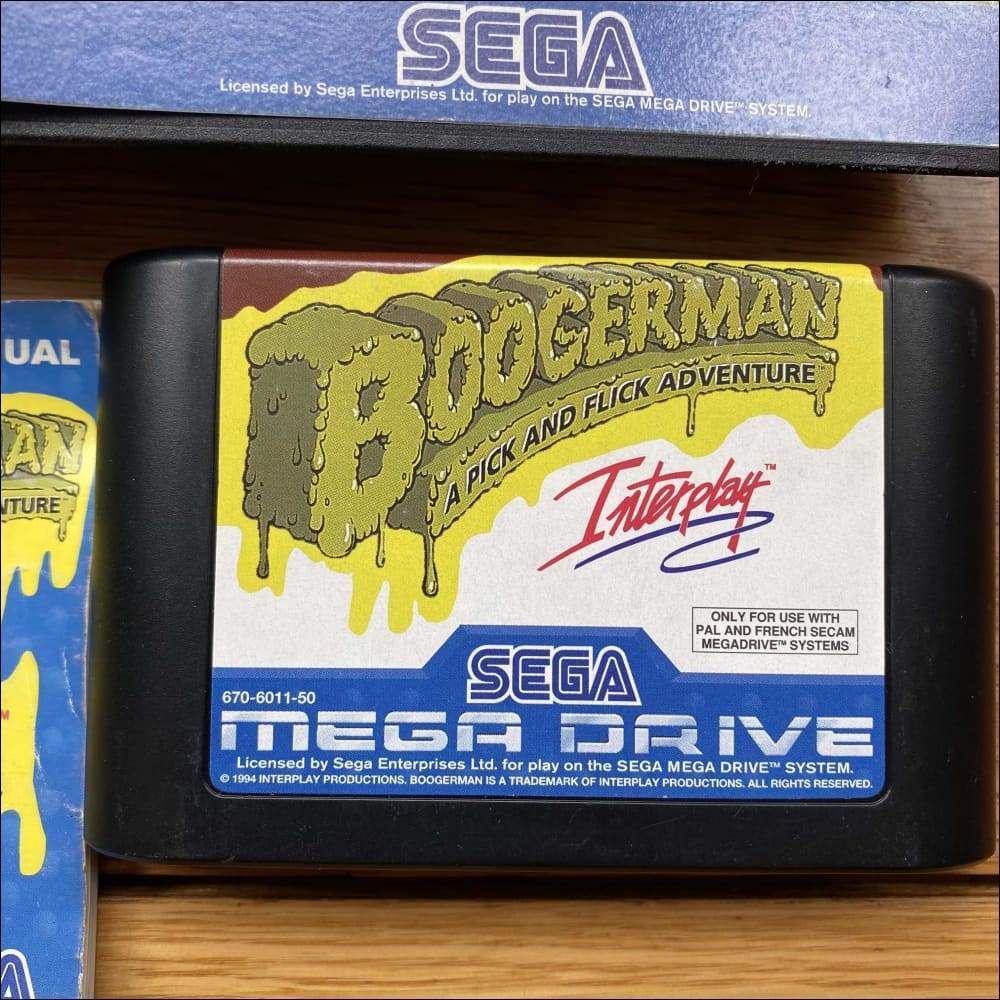 SEGA
Licensed by Sega Enterprises Ltd. for play on the SEGA MEGA DRIVE™ SYSTEM.
UAL
AN
NTURE™
BOOGERMAN
A PICK AND FLICK ADVENTURE™
Interplay™
ONLY FOR USE WITH
PAL AND FRENCH SECAM
MEGADRIVE™ SYSTEMS
SEGA
670-6011-50
MEGA DRIVE
Licensed by Sega Enterprises Ltd. for play on the SEGA MEGA DRIVE™ SYSTEM.
© 1994 INTERPLAY PRODUCTIONS. BOOGERMAN IS A TRADEMARK OF INTERPLAY PRODUCTIONS. ALL RIGHTS RESERVED.
™
A